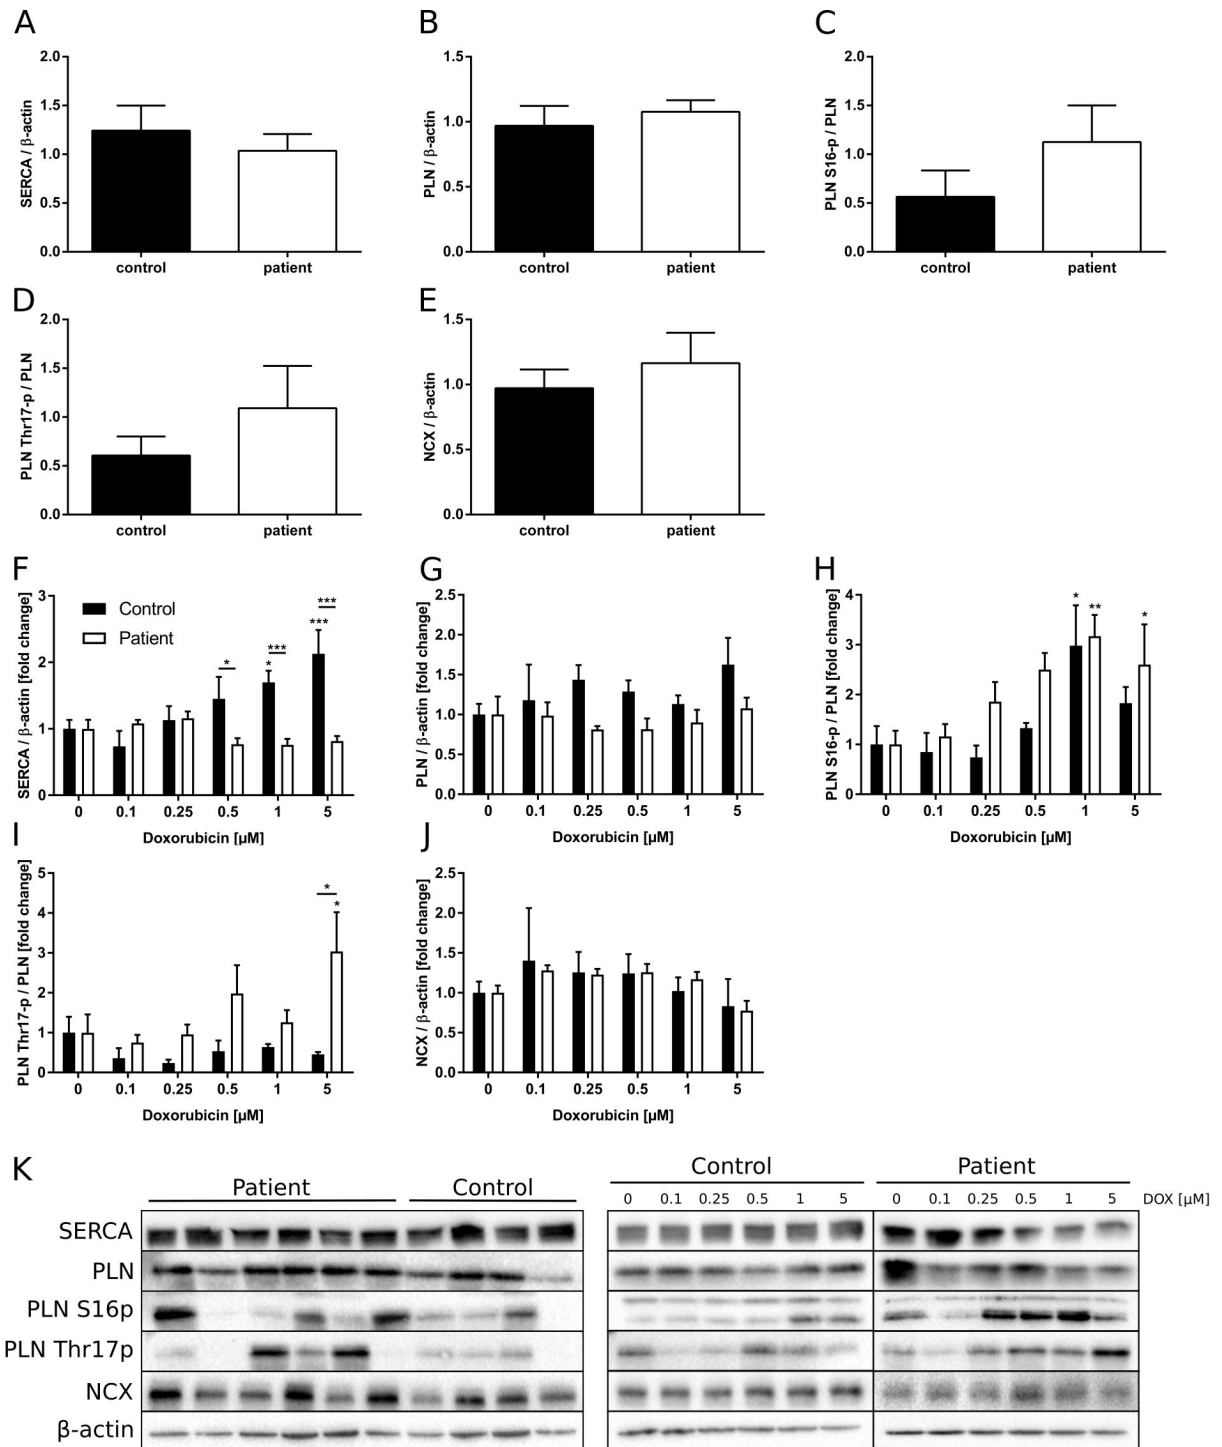 A
SERCA / β-actin
2.0
1.5
1.0
0.5
0.0
control patient
B
PLN / β-actin
1.5
1.0
0.5
0.0
control patient
C
PLN S16-p / PLN
2.0
1.5
1.0
0.5
0.0
control patient
D
PLN Thr17-p / PLN
2.0
1.5
1.0
0.5
0.0
control patient
E
NCX / β-actin
1.5
1.0
0.5
0.0
control patient
F
SERCA / β-actin [fold change]
3
2
1
0
Control
Patient
* * *** *** ***
0 0.1 0.25 0.5 1 5
Doxorubicin [µM]
G
PLN / β-actin [fold change]
2.5
2.0
1.5
1.0
0.5
0.0
0 0.1 0.25 0.5 1 5
Doxorubicin [µM]
H
PLN S16-p / PLN [fold change]
4
3
2
1
0
* ** *
0 0.1 0.25 0.5 1 5
Doxorubicin [µM]
I
PLN Thr17-p / PLN [fold change]
5
4
3
2
1
0
*
*
0 0.1 0.25 0.5 1 5
Doxorubicin [µM]
J
NCX / β-actin [fold change]
2.5
2.0
1.5
1.0
0.5
0.0
0 0.1 0.25 0.5 1 5
Doxorubicin [µM]
K
Patient Control
Control Patient
0 0.1 0.25 0.5 1 5 0 0.1 0.25 0.5 1 5 DOX [µM]
SERCA
PLN
PLN S16p
PLN Thr17p
NCX
β-actin